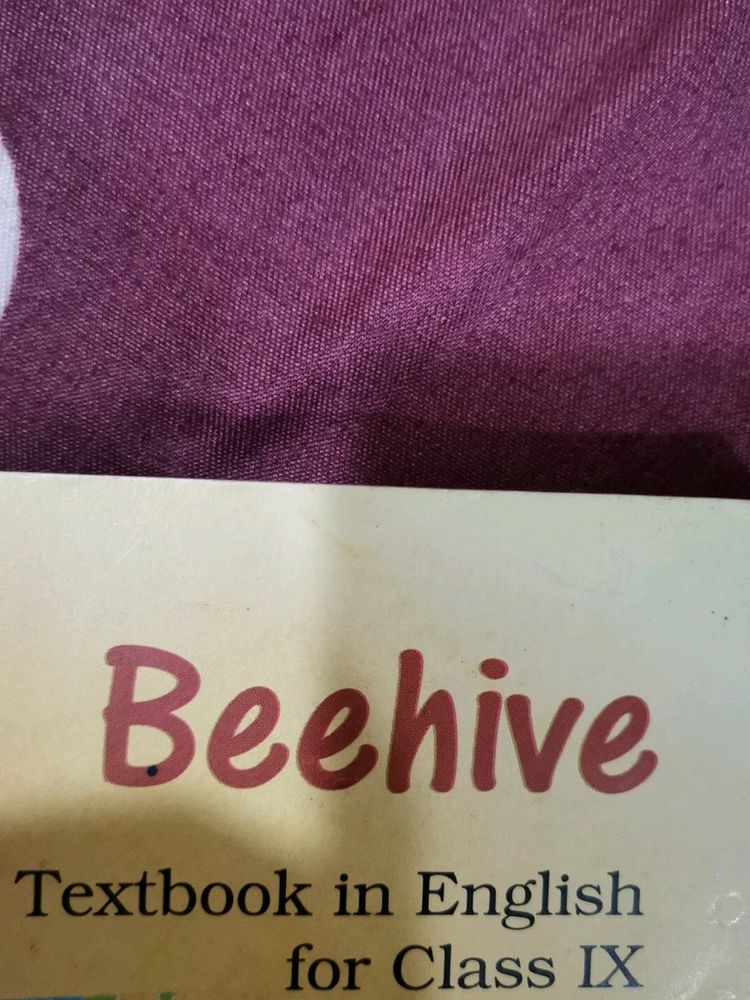 Beehive
Textbook in English
for Class IX